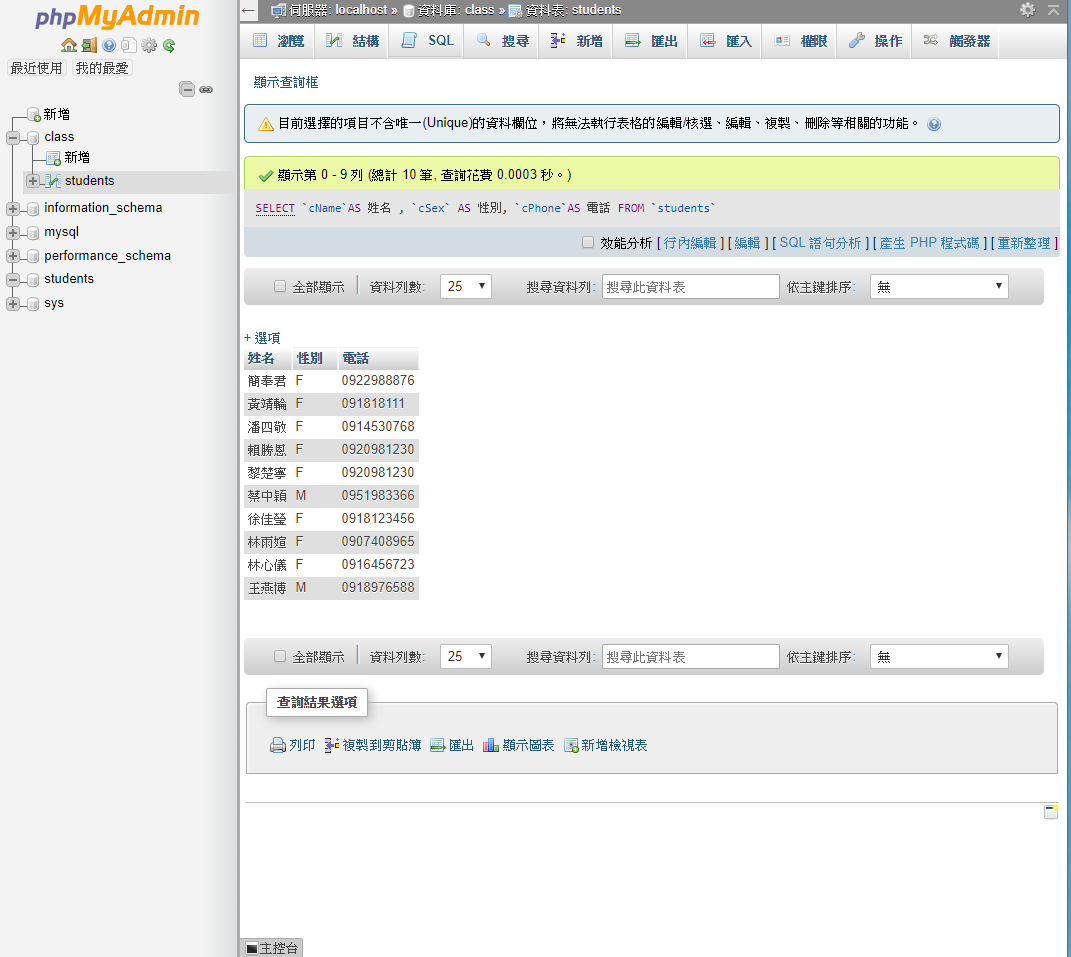 phpMyAdmin
最近使用 我的最愛
新增
class
新增
students
information_schema
mysql
performance_schema
students
sys
伺服器: localhost » 資料庫: class » 資料表: students
瀏覽 結構 SQL 搜尋 新增 匯出 匯入 權限 操作 觸發器
顯示查詢框
目前選擇的項目不含唯一(Unique)的資料欄位，將無法執行表格的編輯/核選、編輯、複製、刪除等相關的功能。
顯示第 0 - 9 列 (總計 10 筆, 查詢花費 0.0003 秒。)
SELECT `cName`AS 姓名 , `cSex` AS 性別, `cPhone`AS 電話 FROM `students`
效能分析 [ 行內編輯 ] [ 編輯 ] [ SQL 語句分析 ] [ 產生 PHP 程式碼 ] [ 重新整理 ]
全部顯示 資料列數: 25 搜尋資料列: 搜尋此資料表 依主鍵排序: 無
+ 選項
姓名 性別 電話
簡奉君 F 0922988876
黃靖輪 F 091818111
潘四敬 F 0914530768
賴勝恩 F 0920981230
黎楚寧 F 0920981230
蔡中穎 M 0951983366
徐佳瑩 F 0918123456
林雨媗 F 0907408965
林心儀 F 0916456723
王燕博 M 0918976588
全部顯示 資料列數: 25 搜尋資料列: 搜尋此資料表 依主鍵排序: 無
查詢結果選項
列印 複製到剪貼簿 匯出 顯示圖表 新增檢視表
主控台